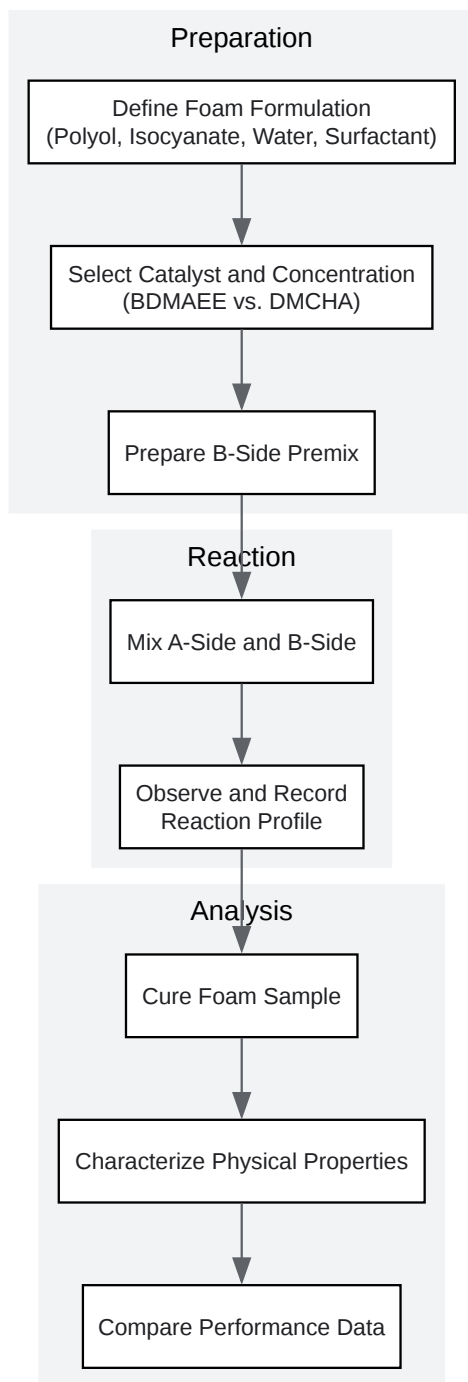 Preparation
Define Foam Formulation
(Polyol, Isocyanate, Water, Surfactant)
Select Catalyst and Concentration
(BDMAEE vs. DMCHA)
Prepare B-Side Premix
Reaction
Mix A-Side and B-Side
Observe and Record
Reaction Profile
Analysis
Cure Foam Sample
Characterize Physical Properties
Compare Performance Data